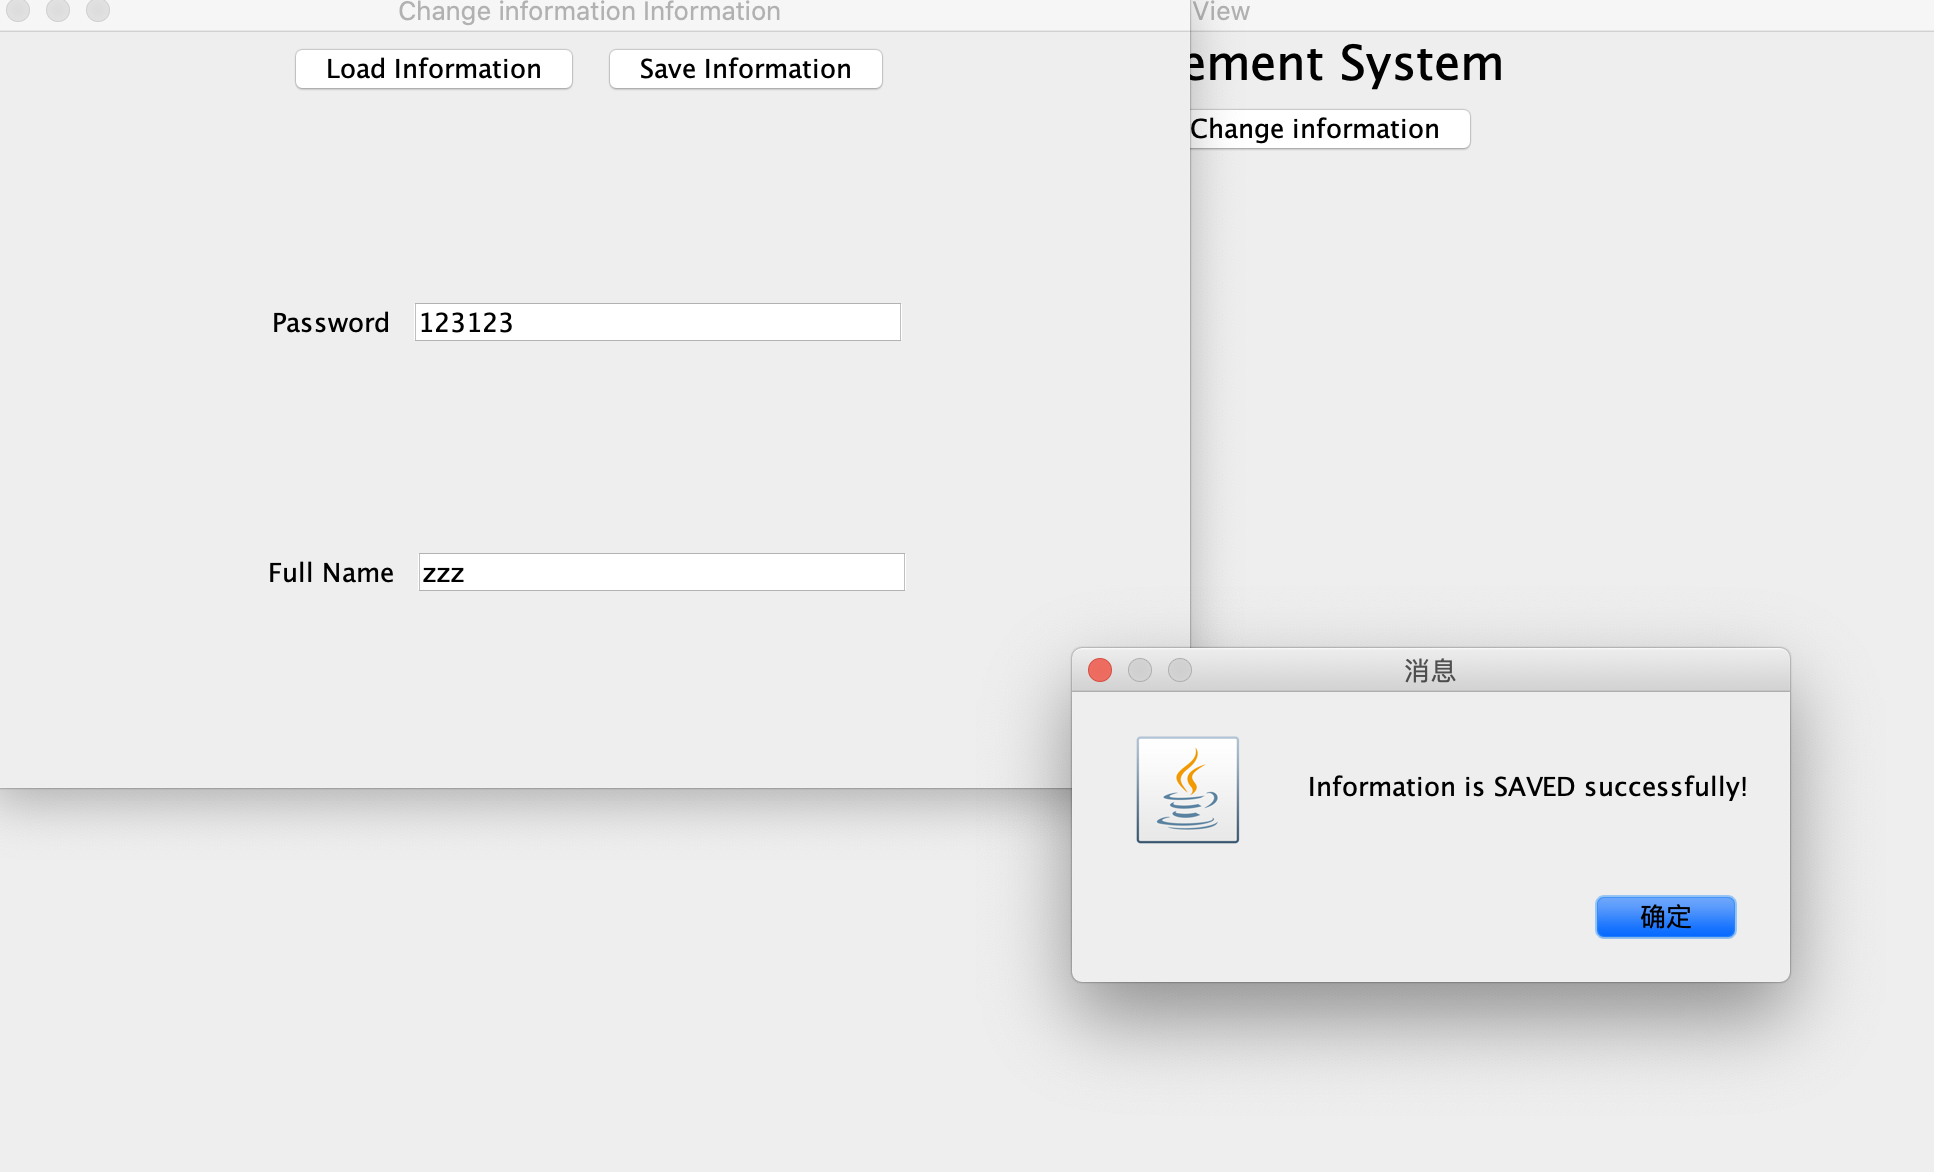 Change information Information
View
Load Information
Save Information
ement System
Change information
Password
123123
Full Name
zzz
消息
Information is SAVED successfully!
确定